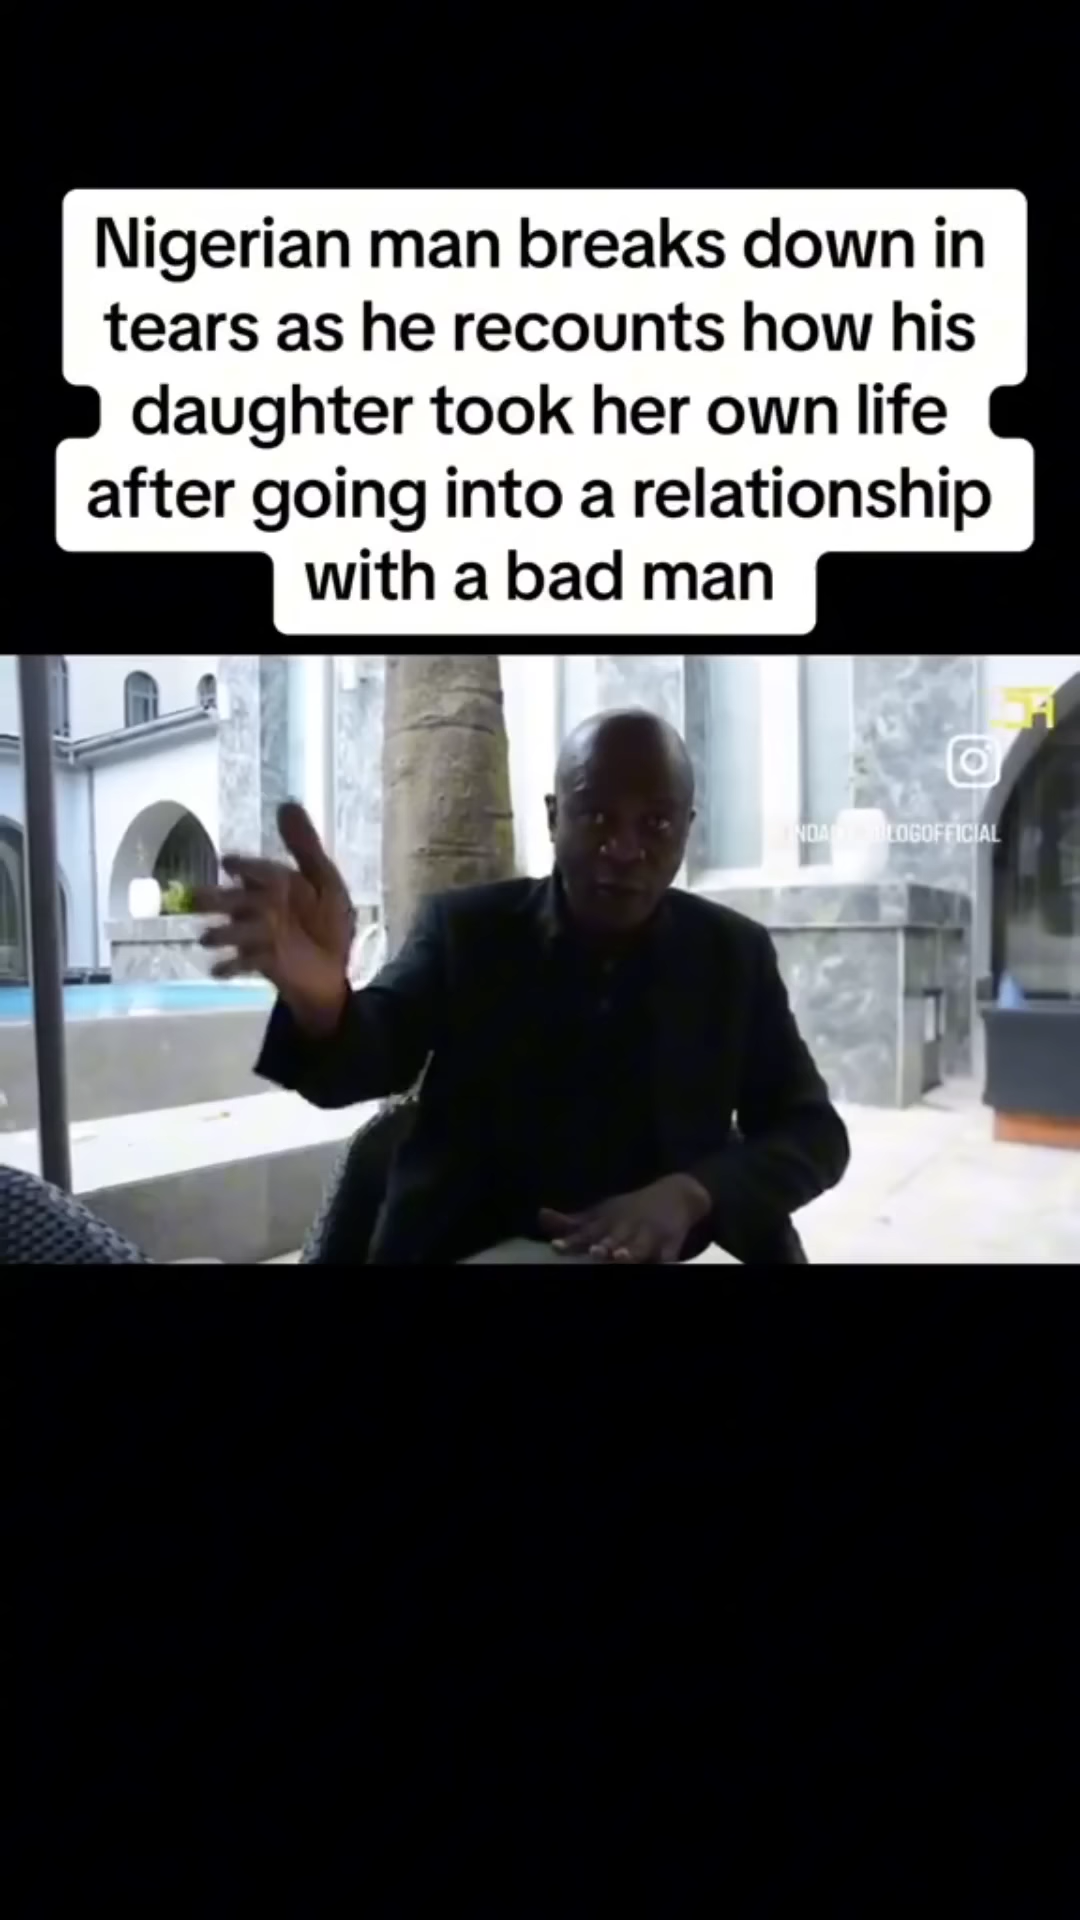 Nigerian man breaks down in
tears as he recounts how his
daughter took her own life
after going into a relationship
with a bad man